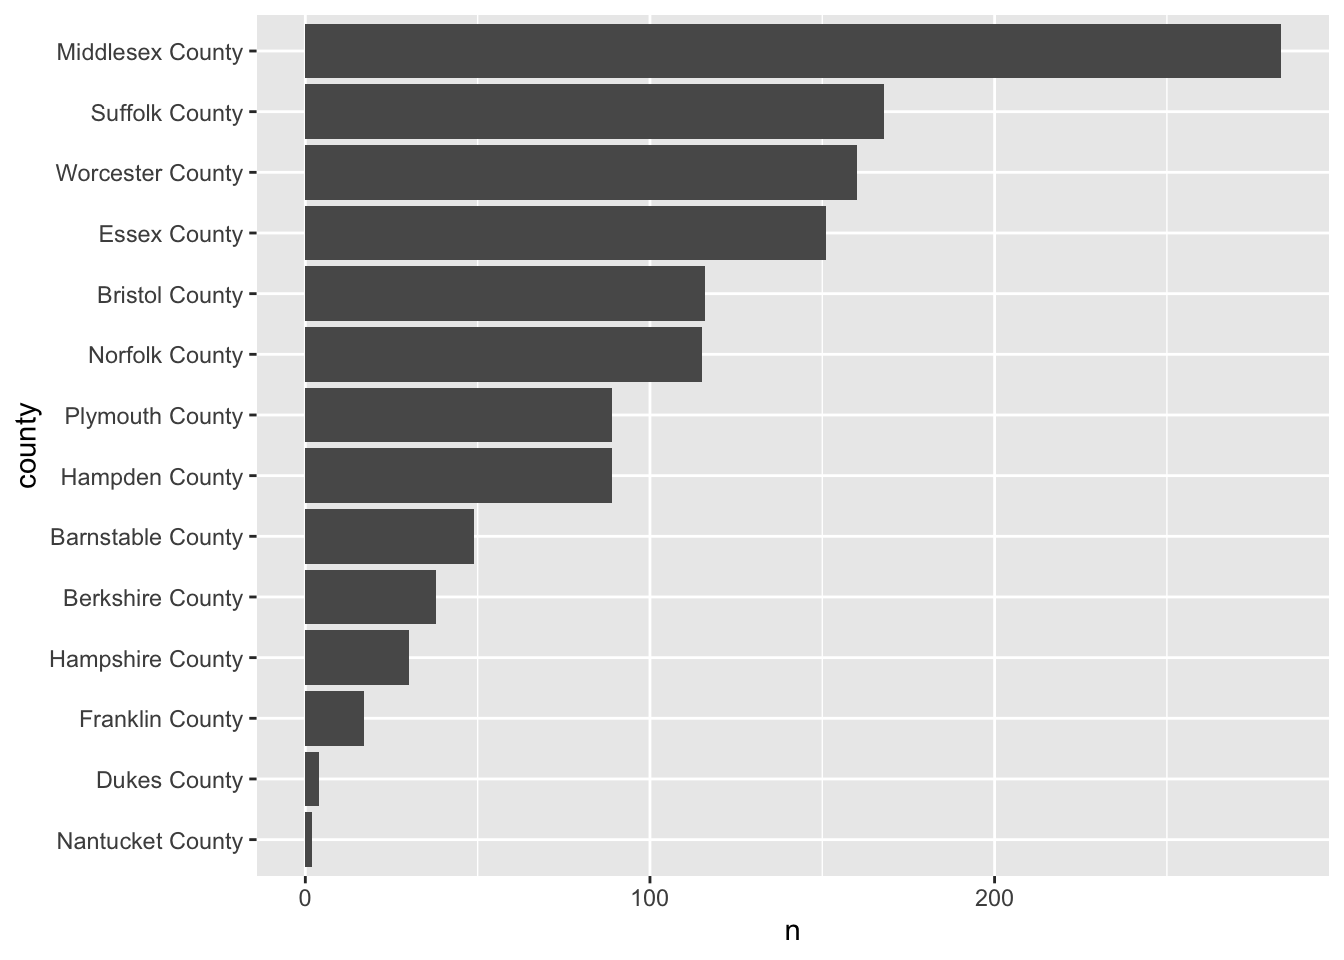 Middlesex County
Suffolk County
Worcester County
Essex County
Bristol County
Norfolk County
Plymouth County
Hampden County
Barnstable County
Berkshire County
Hampshire County
Franklin County
Dukes County
Nantucket County
county
0 100 200
n